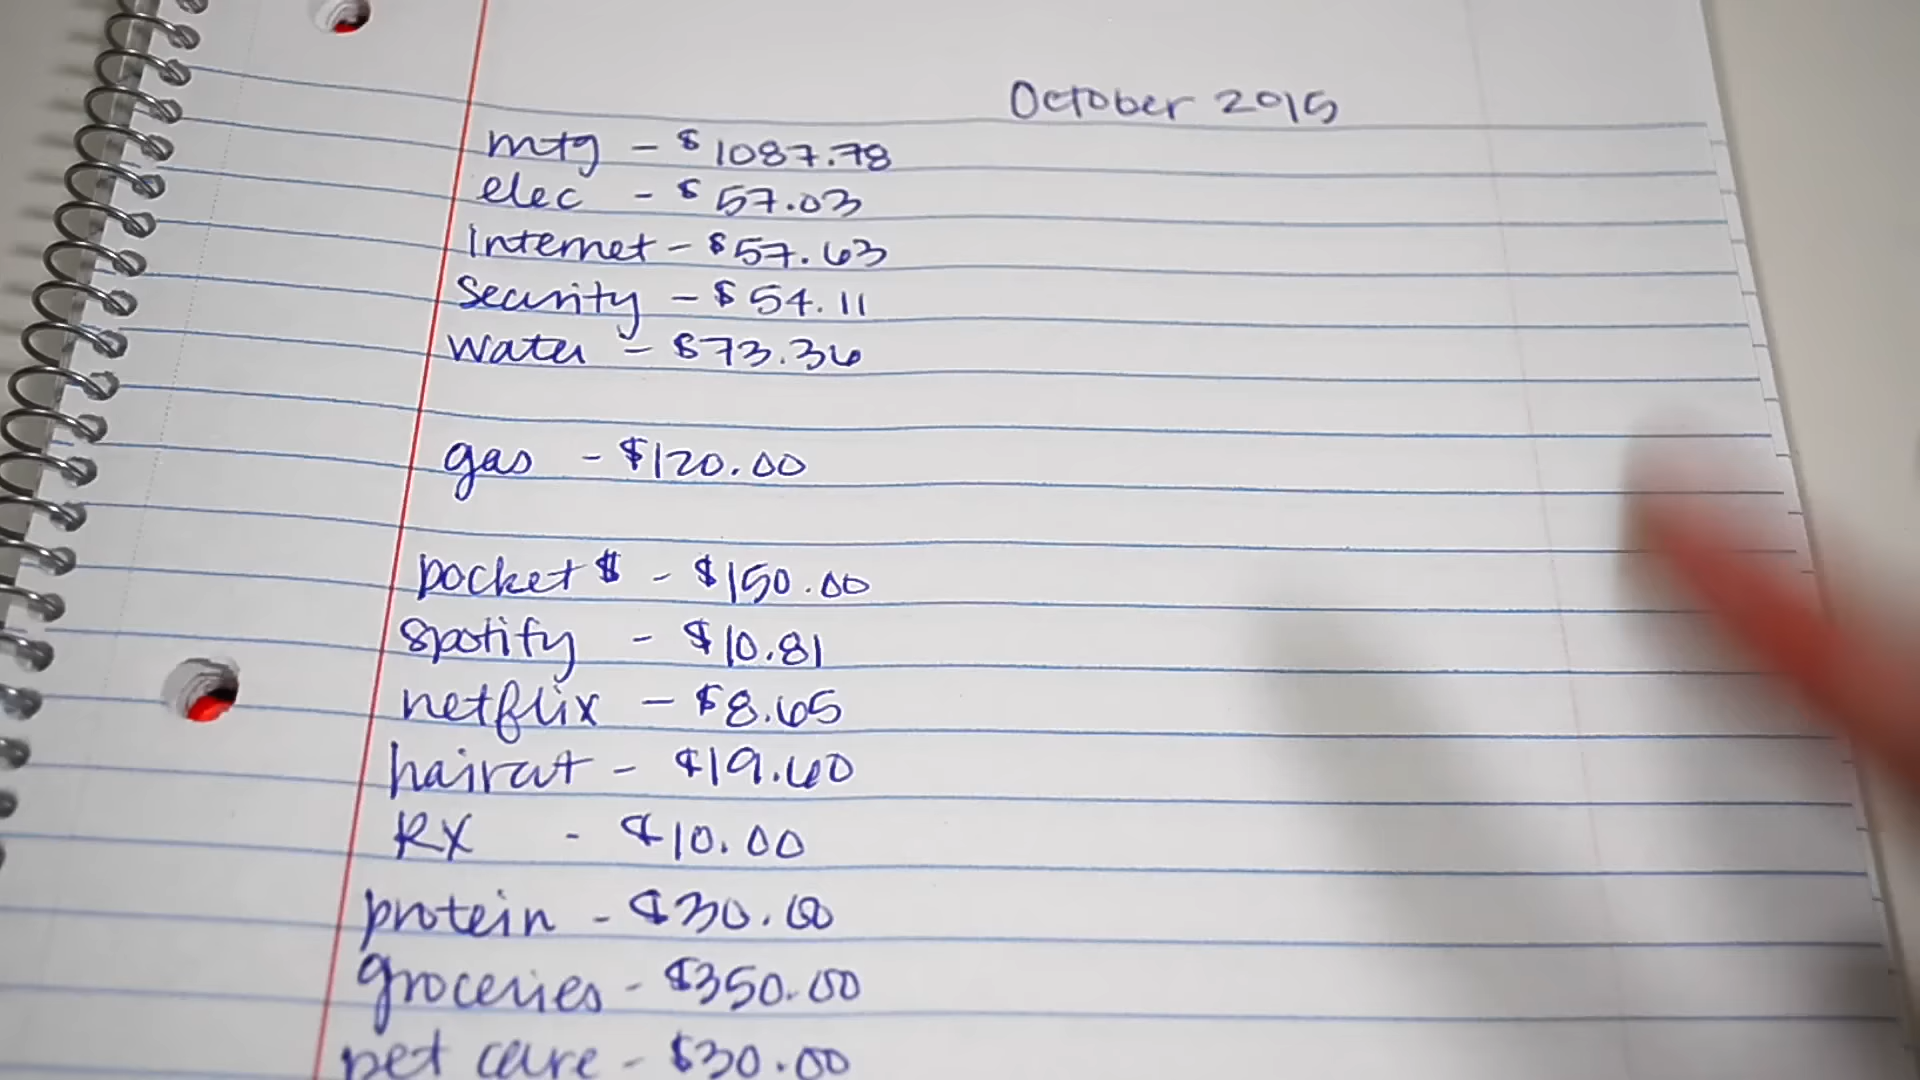 October 2015
mtg - $1087.78
elec - $57.03
Internet - $57.63
Security - $54.11
Water - $73.36
gas - $120.00
pocket $ - $150.00
spotify - $10.81
netflix - $8.65
haircut - $19.60
RX - $10.00
protein - $30.00
groceries - $350.00
pet care - $30.00